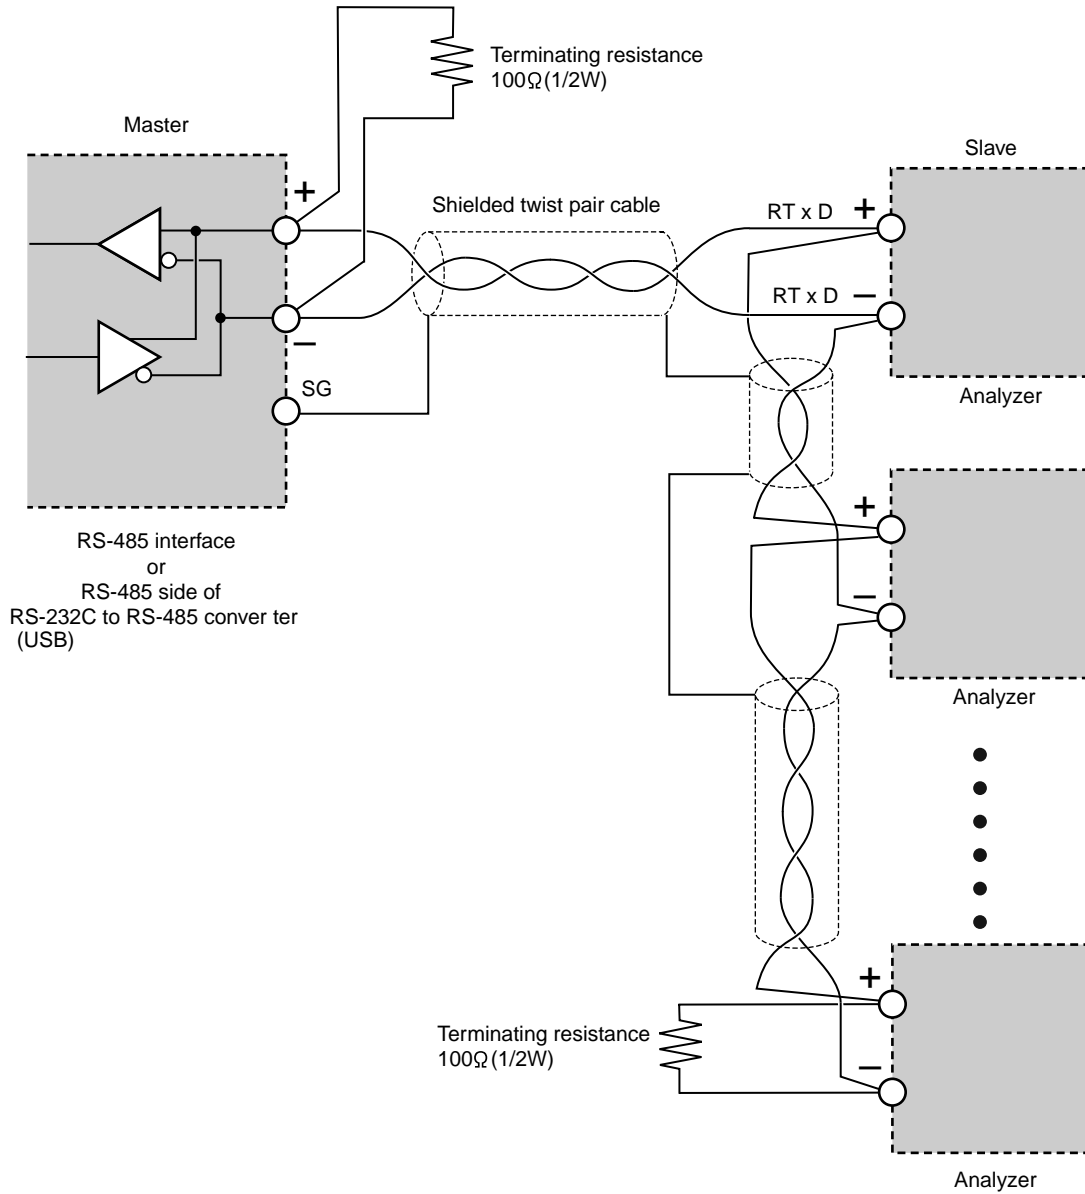 Terminating resistance
100Ω(1/2W)
Master
Slave
+
Shielded twist pair cable
RT x D
+
RT x D
−
−
SG
Analyzer
+
RS-485 interface
or
RS-485 side of
RS-232C to RS-485 conver ter
(USB)
−
Analyzer
+
Terminating resistance
100Ω(1/2W)
−
Analyzer